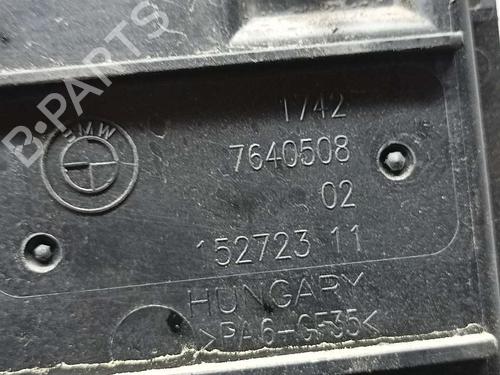 B-PARTS
BMW
1742
7640508
02
152723 11
HUNGARY
>PA6-GF35<